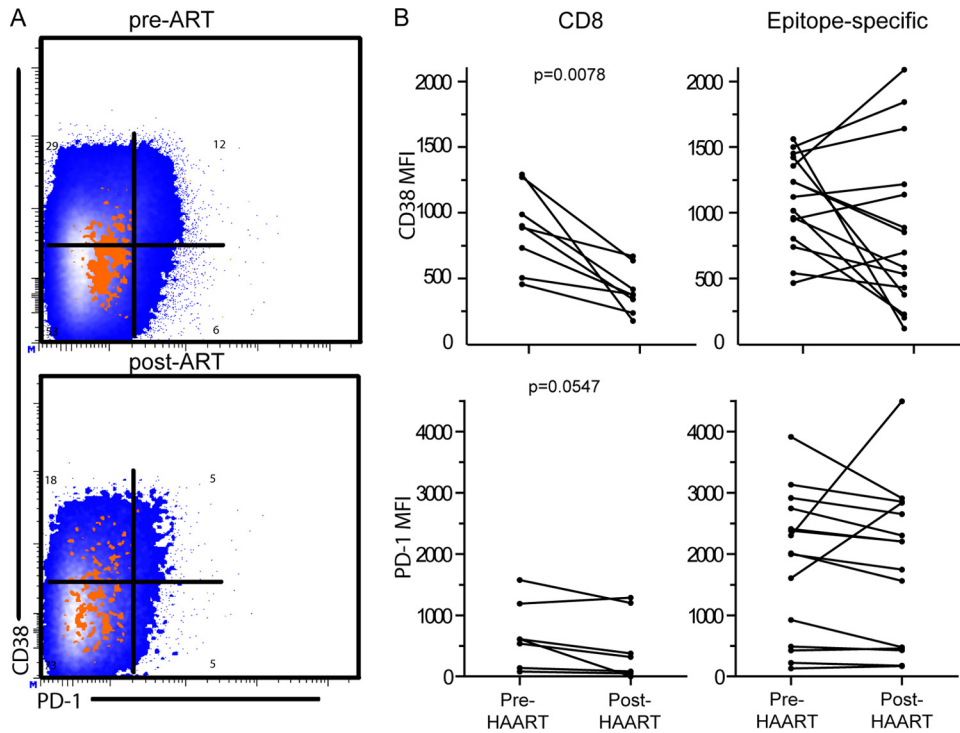 A
pre-ART
29
12
6
M
post-ART
18
5
5
M
CD38
PD-1
B
CD8
Epitope-specific
p=0.0078
CD38 MFI
2000
1500
1000
500
0
2000
1500
1000
500
0
p=0.0547
PD-1 MFI
4000
3000
2000
1000
0
4000
3000
2000
1000
0
Pre-
HAART
Post-
HAART
Pre-
HAART
Post-
HAART